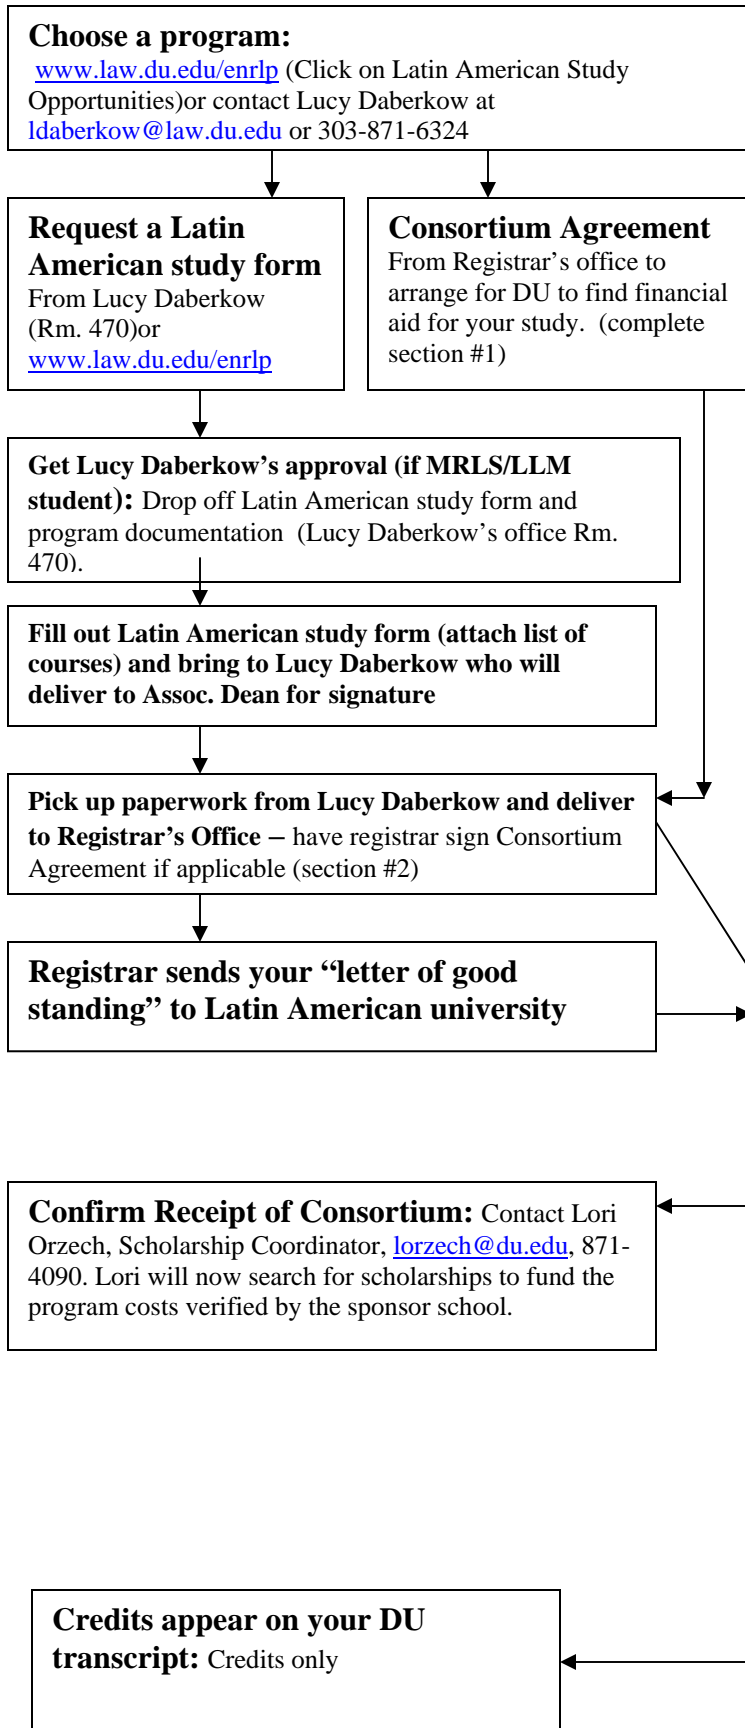 Choose a program:
www.law.du.edu/enrlp (Click on Latin American Study
Opportunities)or contact Lucy Daberkow at
ldaberkow@law.du.edu or 303-871-6324
Request a Latin
American study form
From Lucy Daberkow
(Rm. 470)or
www.law.du.edu/enrlp
Consortium Agreement
From Registrar’s office to
arrange for DU to find financial
aid for your study.  (complete
section #1)
Get Lucy Daberkow’s approval (if MRLS/LLM
student): Drop off Latin American study form and
program documentation  (Lucy Daberkow’s office Rm.
470).
Fill out Latin American study form (attach list of
courses) and bring to Lucy Daberkow who will
deliver to Assoc. Dean for signature
Pick up paperwork from Lucy Daberkow and deliver
to Registrar’s Office – have registrar sign Consortium
Agreement if applicable (section #2)
Registrar sends your “letter of good
standing” to Latin American university
Confirm Receipt of Consortium: Contact Lori
Orzech, Scholarship Coordinator, lorzech@du.edu, 871-
4090. Lori will now search for scholarships to fund the
program costs verified by the sponsor school.
Credits appear on your DU
transcript: Credits only